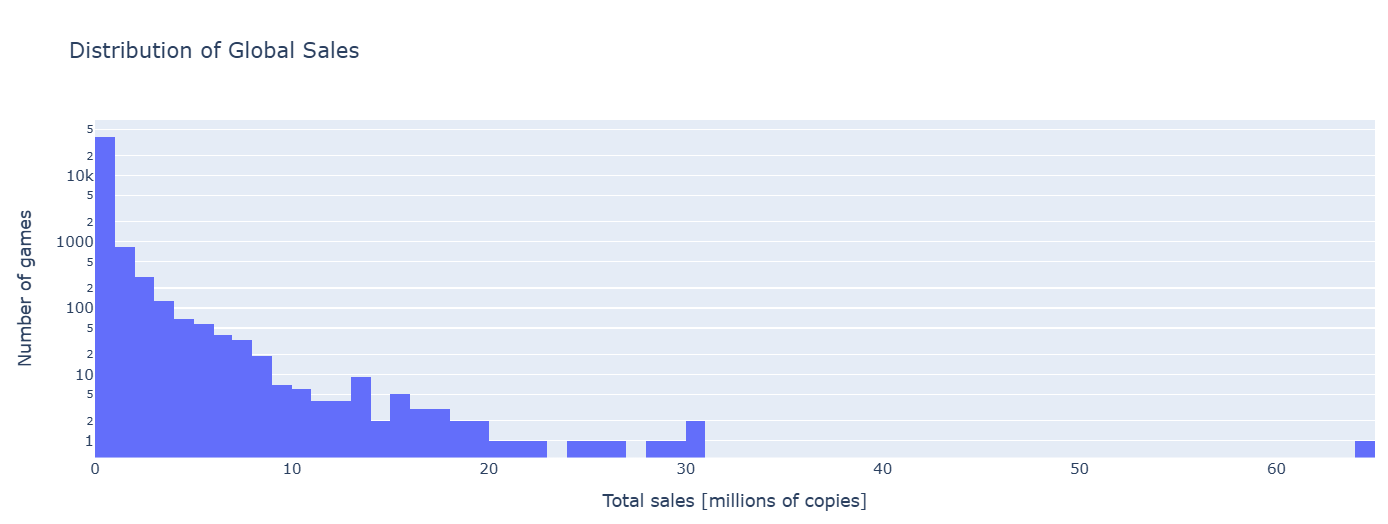 Distribution of Global Sales
5
2
10k
5
2
1000
5
2
100
5
2
10
5
2
1
Number of games
0 10 20 30 40 50 60
Total sales [millions of copies]